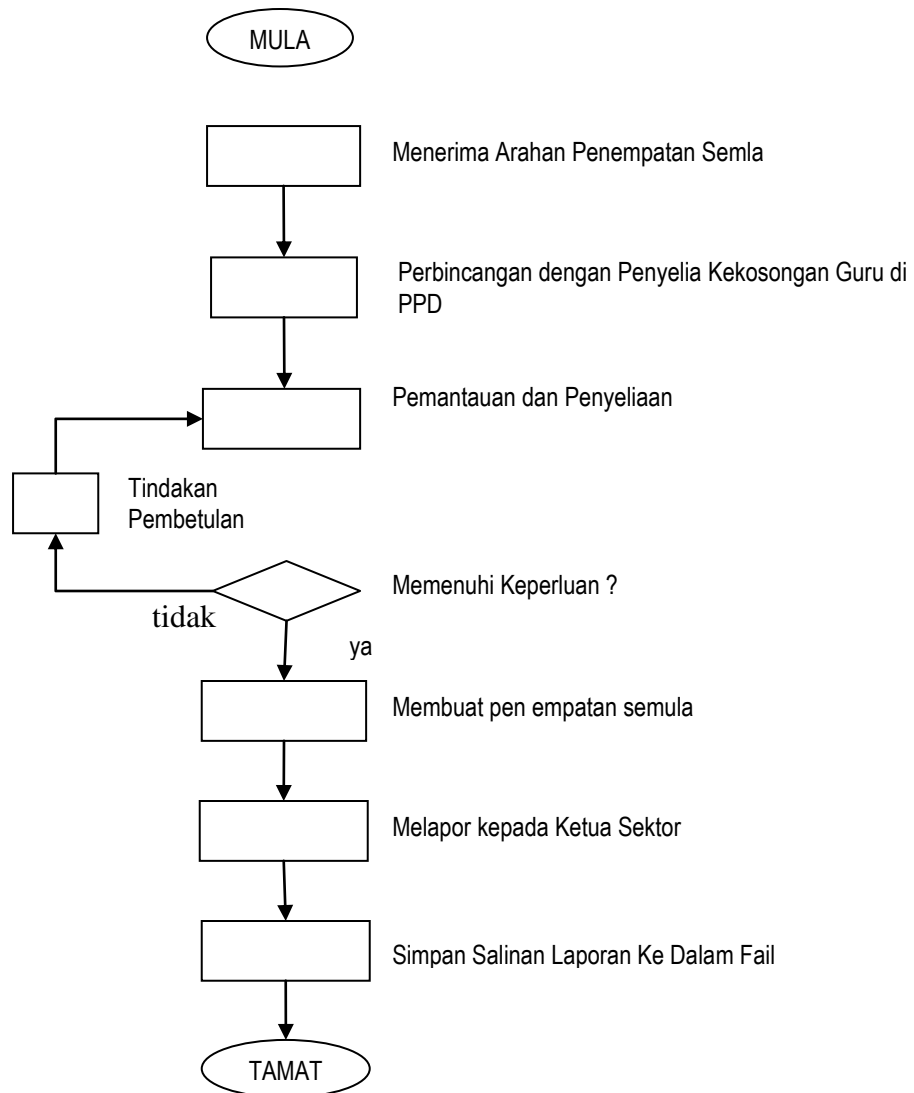 MULA
Menerima Arahan Penempatan Semla
Perbincangan dengan Penyelia Kekosongan Guru di
PPD
Pemantauan dan Penyeliaan
Tindakan
Pembetulan
Memenuhi Keperluan ?
tidak
ya
Membuat pen empatan semula
Melapor kepada Ketua Sektor
Simpan Salinan Laporan Ke Dalam Fail
TAMAT